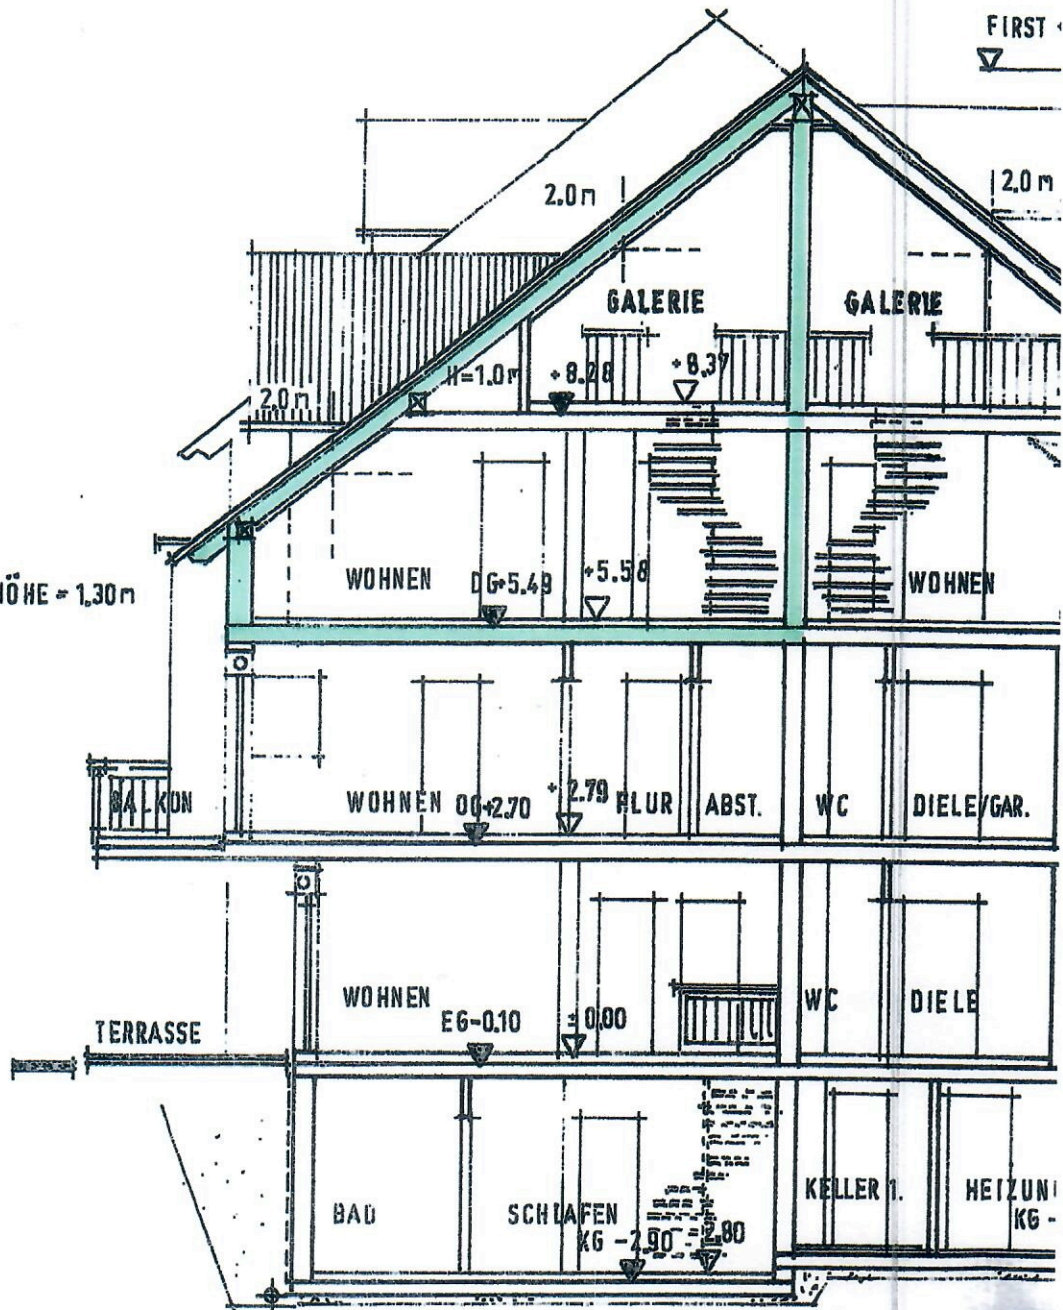 FIRST
2.0 m
2.0 m
GALERIE
GALERIE
H=1.0m
+8.28
+8.37
2.0m
HÖHE = 1,30m
WOHNEN
DG+5.49
+5.58
WOHNEN
BALKON
WOHNEN
OG+2.70
+2.79
FLUR
ABST.
WC
DIELE/GAR.
WOHNEN
EG-0.10
±0.00
WC
DIELE
TERRASSE
BAD
SCHLAFEN
KG -2.90
-2.80
KELLER 1.
HEIZUN
KG -